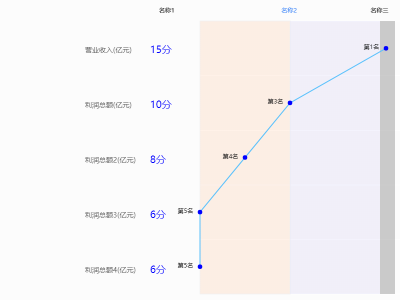 名称1 名称2 名称三
营业收入(亿元) 15分 第1名
利润总额(亿元) 10分 第3名
利润总额2(亿元) 8分 第4名
利润总额3(亿元) 6分 第5名
利润总额4(亿元) 6分 第5名